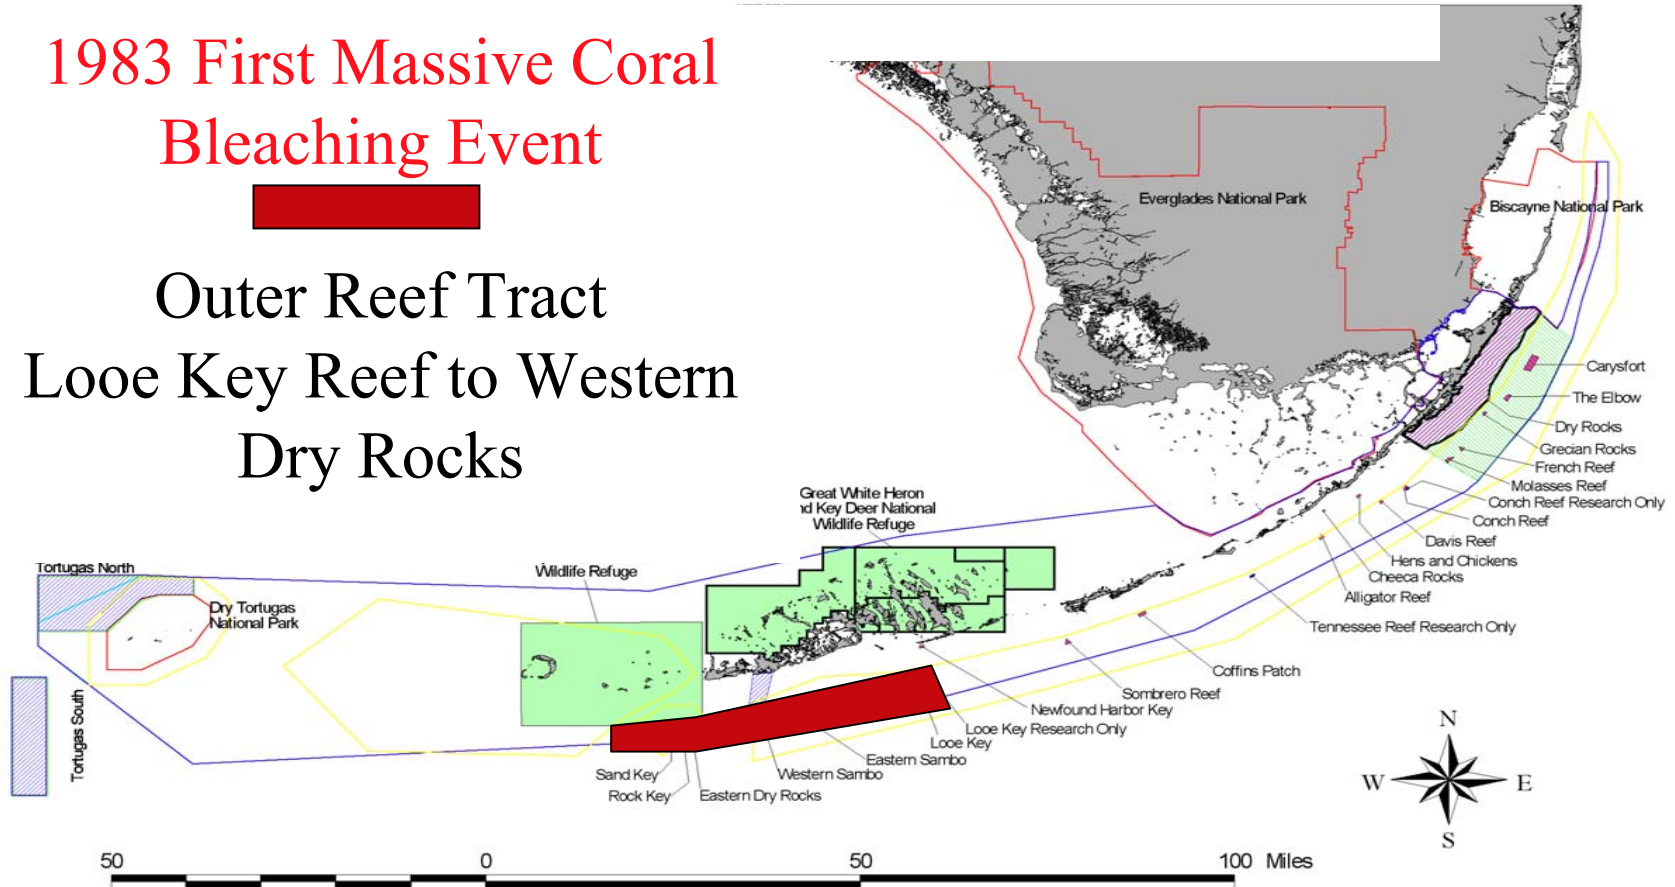 1983 First Massive Coral
Bleaching Event
Outer Reef Tract
Looe Key Reef to Western
Dry Rocks
Everglades National Park
Biscayne National Park
Carysfort
The Elbow
Dry Rocks
Grecian Rocks
French Reef
Molasses Reef
Conch Reef Research Only
Conch Reef
Davis Reef
Hens and Chickens
Cheeca Rocks
Alligator Reef
Tennessee Reef Research Only
Coffins Patch
Sombrero Reef
Newfound Harbor Key
Looe Key Research Only
Looe Key
Eastern Sambo
Western Sambo
Eastern Dry Rocks
Rock Key
Sand Key
Great White Heron
nd Key Deer National
Wildlife Refuge
Wildlife Refuge
Tortugas North
Dry Tortugas
National Park
Tortugas South
N
W E
S
50 0 50 100 Miles